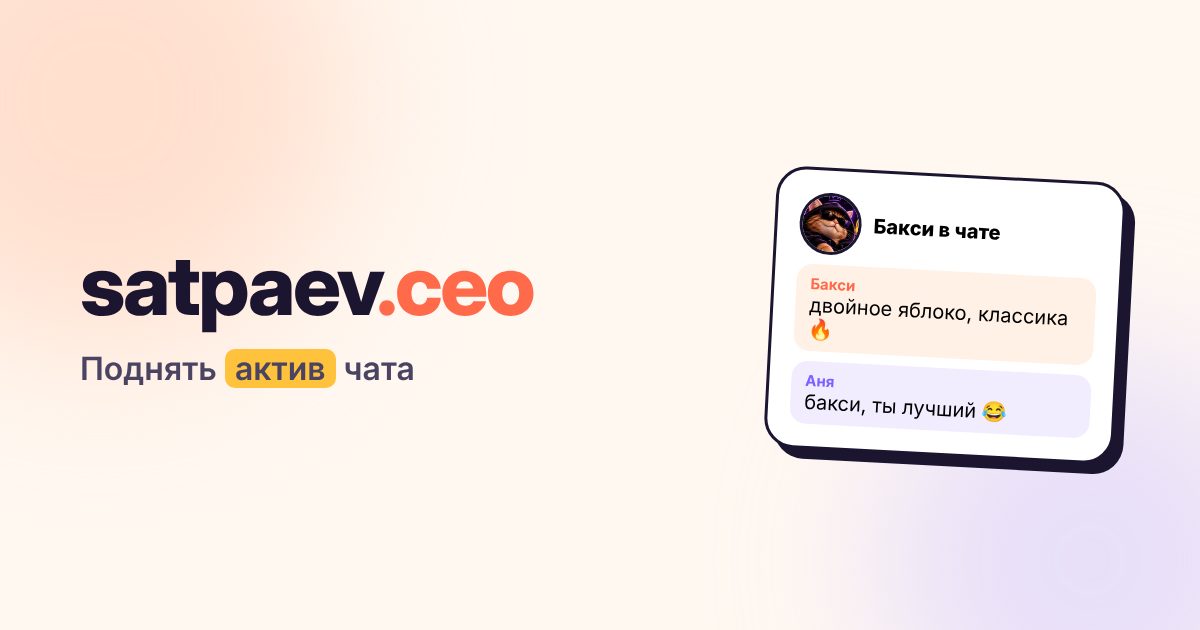 satpaev.ceo
Поднять актив чата
Бакси в чате
Бакси
двойное яблоко, классика
🔥
Аня
бакси, ты лучший 😂